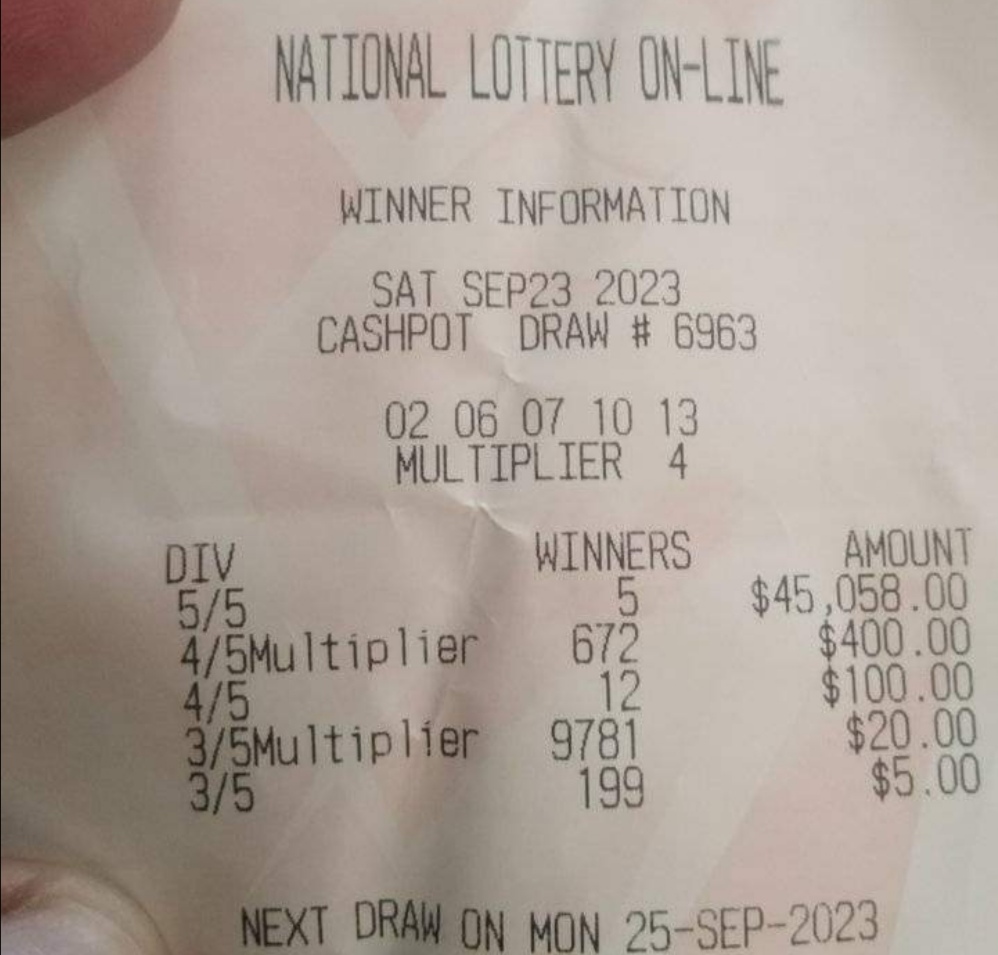 NATIONAL LOTTERY ON-LINE
WINNER INFORMATION
SAT SEP23 2023
CASHPOT DRAW # 6963
02 06 07 10 13
MULTIPLIER 4
DIV WINNERS AMOUNT
5/5 5 $45,058.00
4/5Multiplier 672 $400.00
4/5 12 $100.00
3/5Multiplier 9781 $20.00
3/5 199 $5.00
NEXT DRAW ON MON 25-SEP-2023